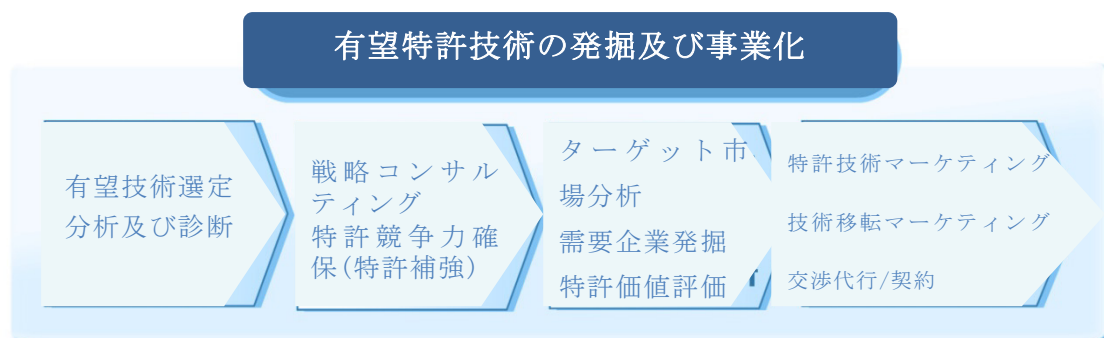 有望特許技術の発掘及び事業化
有望技術選定
分析及び診断
戦略コンサル
ティング
特許競争力確
保(特許補強)
ターゲット市
場分析
需要企業発掘
特許価値評価
特許技術マーケティング
技術移転マーケティング
交渉代行/契約